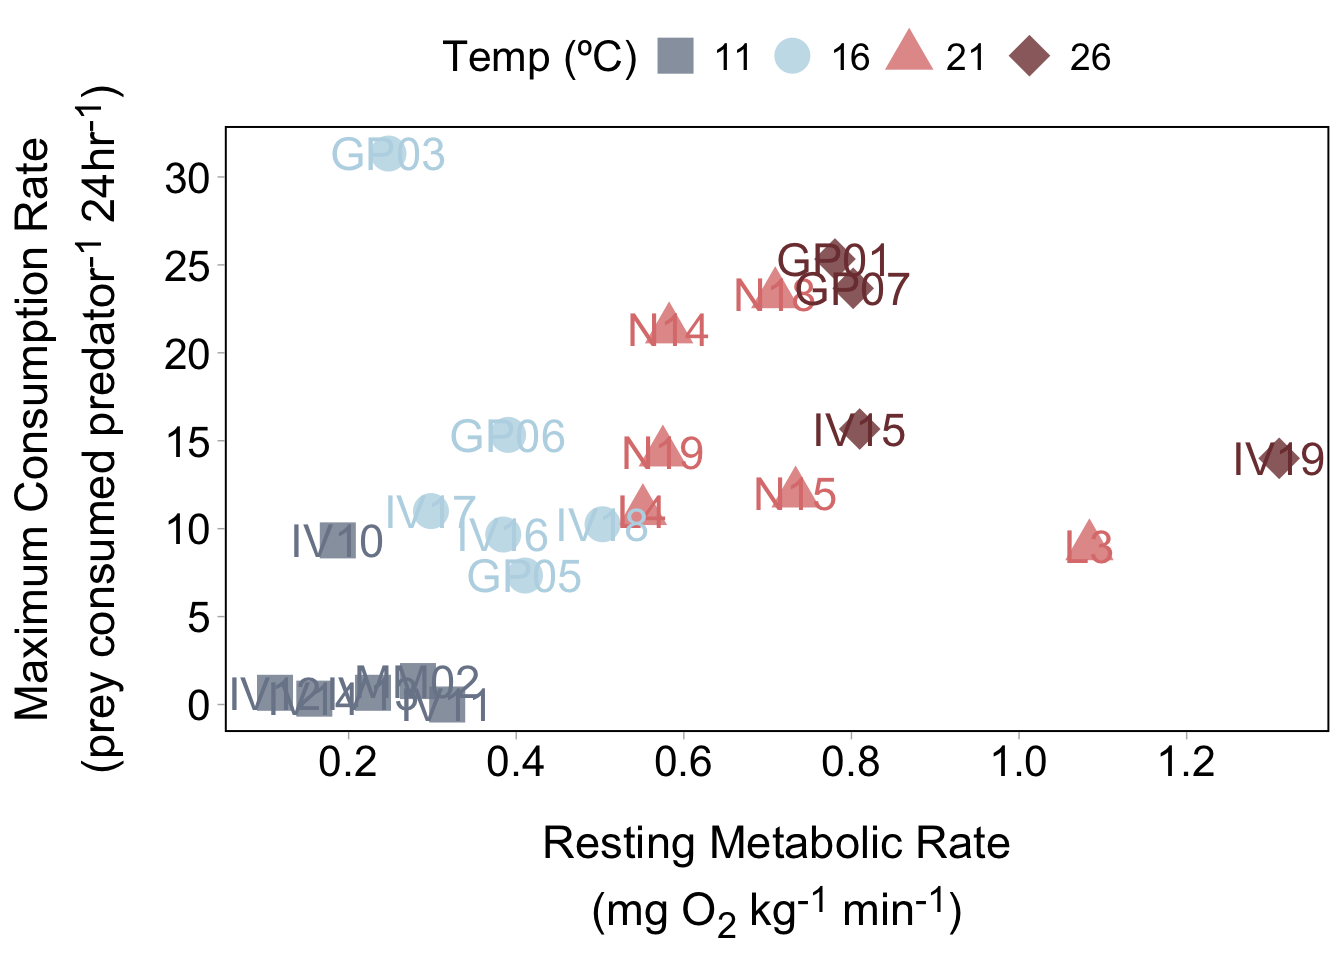 Temp (ºC) 11 16 21 26
Maximum Consumption Rate
(prey consumed predator⁻¹ 24hr⁻¹)
30
25
20
15
10
5
0
GP03
GP01
N18
GP07
N14
GP06
IV15
N19
IV19
N15
IV17
L4
IV18
IV10
IV16
L3
GP05
MM02
IV12
IV14
IV11
0.2 0.4 0.6 0.8 1.0 1.2
Resting Metabolic Rate
(mg O₂ kg⁻¹ min⁻¹)